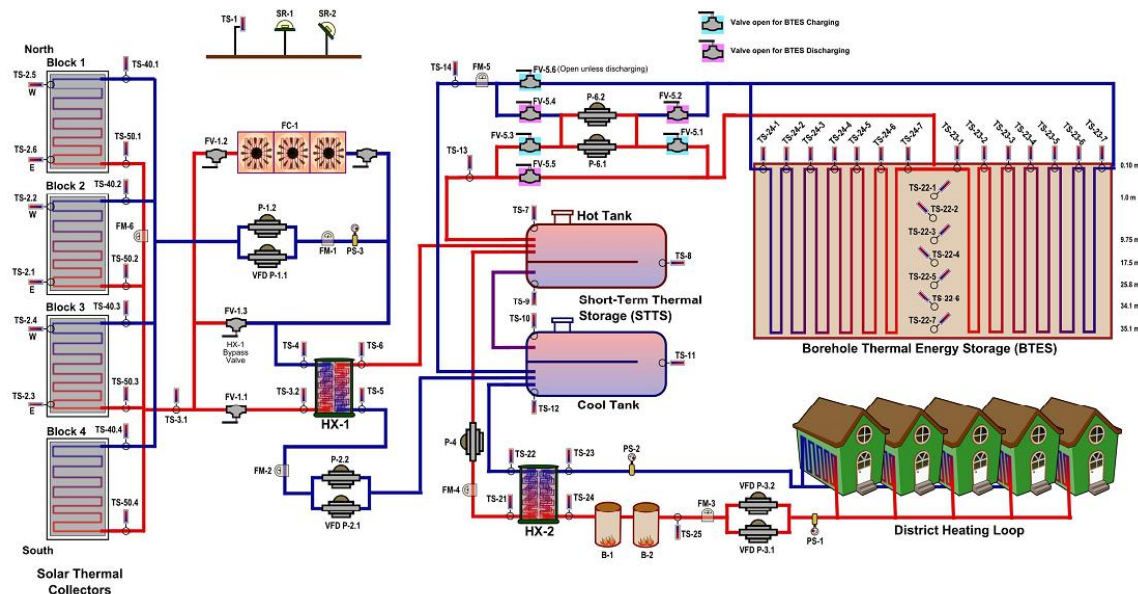 TS-1
SR-1
SR-2
Valve open for BTES Charging
Valve open for BTES Discharging
North
Block 1
TS-40.1
TS-2.5
W
TS-2.6
E
TS-50.1
Block 2
TS-40.2
TS-2.2
W
FM-6
TS-2.1
E
TS-50.2
Block 3
TS-40.3
TS-2.4
W
TS-2.3
E
TS-50.3
Block 4
TS-40.4
TS-50.4
South
Solar Thermal
Collectors
TS-3.1
FC-1
FV-1.2
P-1.2
VFD P-1.1
FM-1
PS-3
FV-1.3
HX-1
Bypass
Valve
TS-4
TS-6
FV-1.1
TS-3.2
TS-5
HX-1
FM-2
P-2.2
VFD P-2.1
TS-14
FM-5
FV-5.6 (Open unless discharging)
FV-5.4
P-6.2
FV-5.2
FV-5.3
P-6.1
FV-5.1
TS-13
FV-5.5
TS-7
Hot Tank
TS-8
TS-9
Short-Term Thermal
Storage (STTS)
TS-10
TS-11
TS-12
Cool Tank
P-4
FM-4
TS-22
TS-23
PS-2
TS-21
TS-24
HX-2
B-1
B-2
TS-25
FM-3
VFD P-3.2
VFD P-3.1
PS-1
District Heating Loop
TS-24-1
TS-24-2
TS-24-3
TS-24-4
TS-24-5
TS-24-6
TS-24-7
TS-23-1
TS-23-2
TS-23-3
TS-23-4
TS-23-5
TS-23-6
TS-23-7
TS-22-1
TS-22-2
TS-22-3
TS-22-4
TS-22-5
TS-22-6
TS-22-7
0.10 m
1.0 m
9.75 m
17.5 m
25.8 m
34.1 m
35.1 m
Borehole Thermal Energy Storage (BTES)